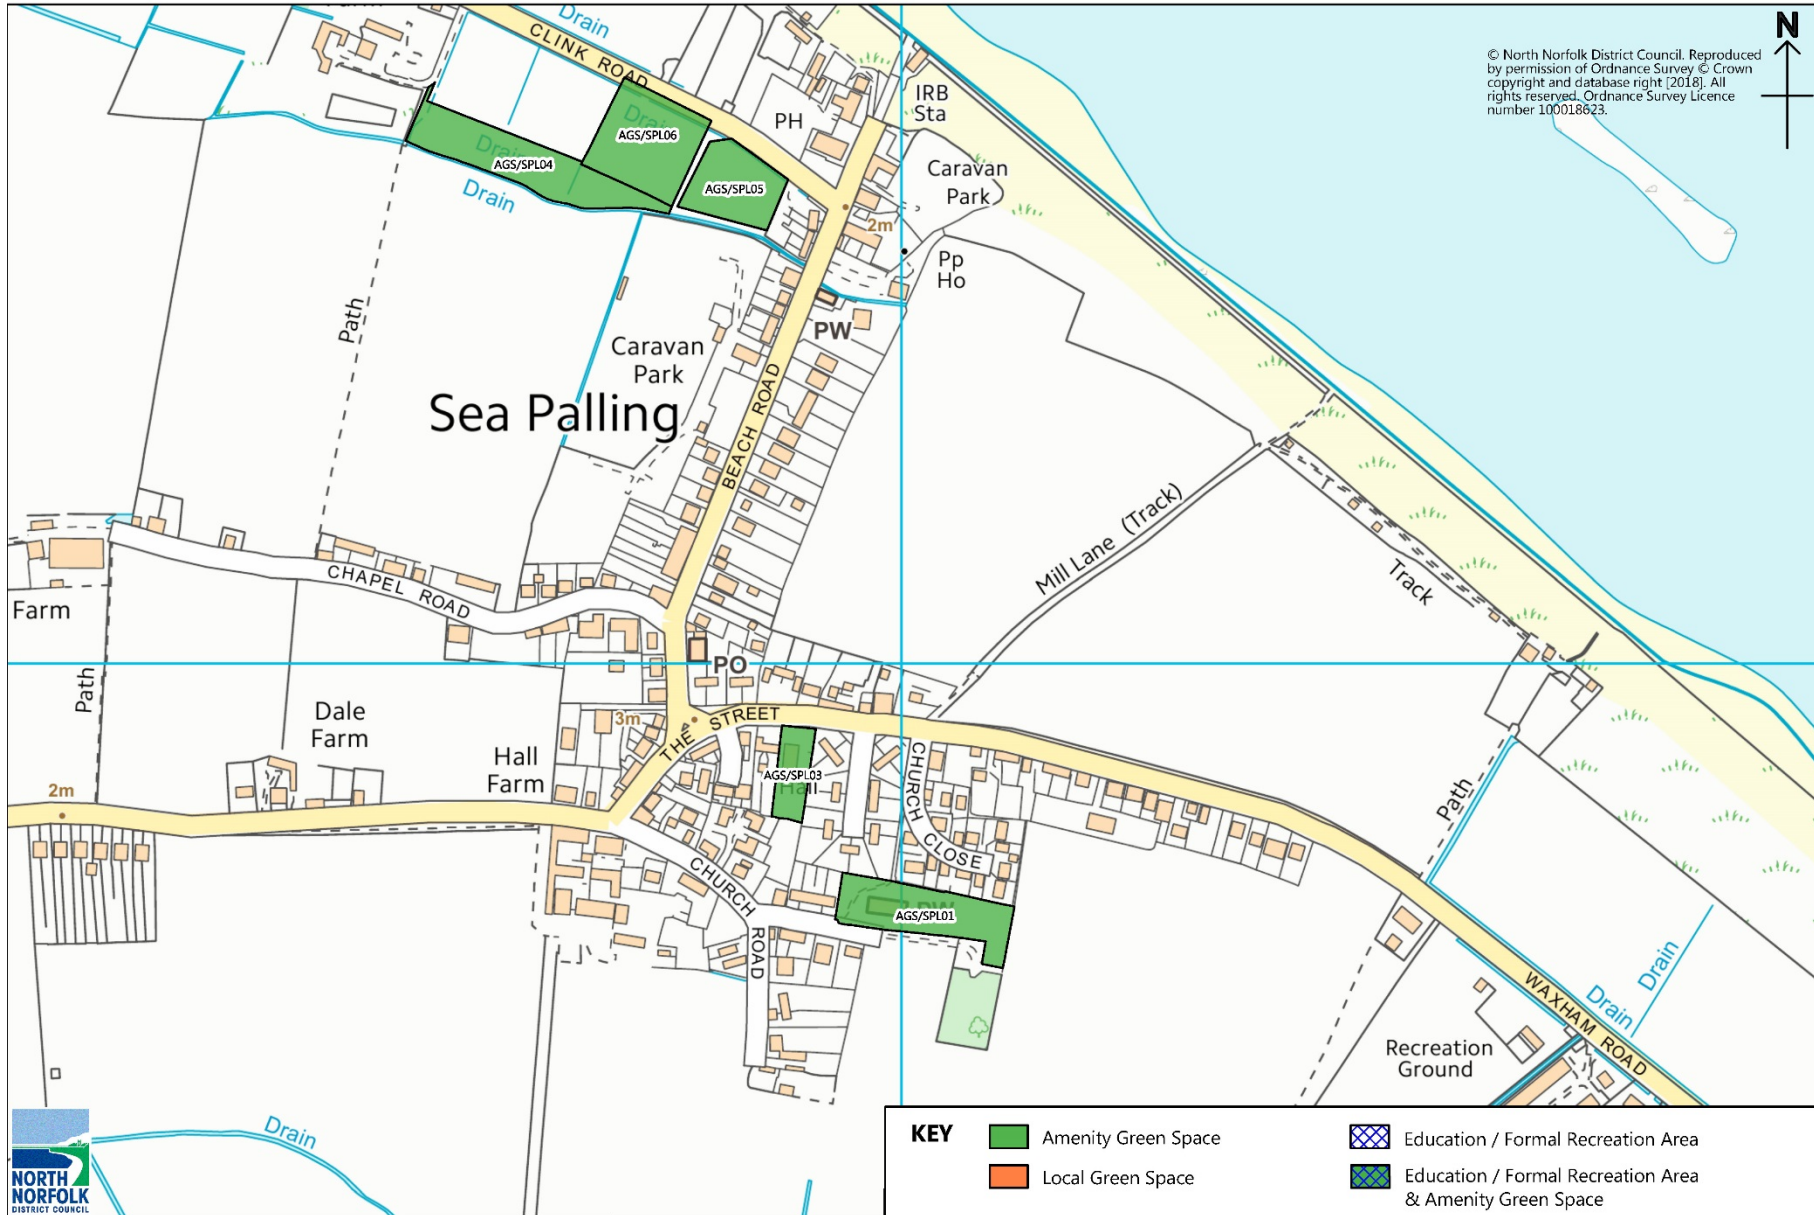 Drain
CLINK ROAD
N
© North Norfolk District Council. Reproduced
by permission of Ordnance Survey © Crown
copyright and database right [2018]. All
rights reserved. Ordnance Survey Licence
number 100018623.
IRB
Sta
PH
AGS/SPL06
AGS/SPL04
AGS/SPL05
Drain
Caravan
Park
2m
Pp
Ho
Path
PW
Caravan
Park
Sea Palling
BEACH ROAD
Mill Lane (Track)
Track
CHAPEL ROAD
Farm
PO
Path
Dale
Farm
3m
THE STREET
Hall
Farm
AGS/SPL03
Hall
CHURCH CLOSE
2m
Path
CHURCH ROAD
AGS/SPL01
Drain
Drain
WAXHAM ROAD
Recreation
Ground
Drain
NORTH
NORFOLK
DISTRICT COUNCIL
KEY
Amenity Green Space
Local Green Space
Education / Formal Recreation Area
Education / Formal Recreation Area
& Amenity Green Space